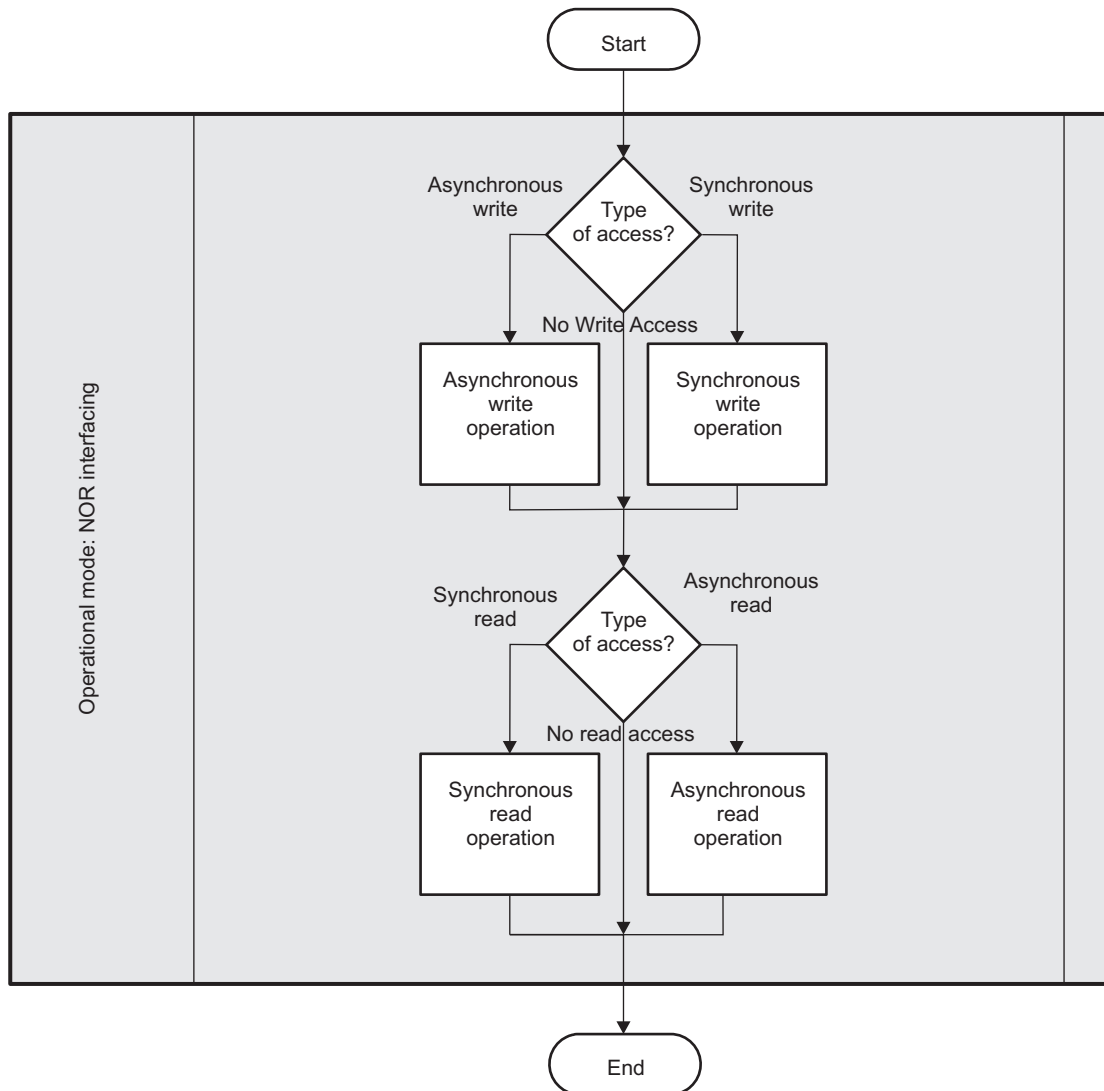 Start
Asynchronous
write
Synchronous
write
Type
of access?
No Write Access
Asynchronous
write
operation
Synchronous
write
operation
Operational mode: NOR interfacing
Synchronous
read
Asynchronous
read
Type
of access?
No read access
Synchronous
read
operation
Asynchronous
read
operation
End